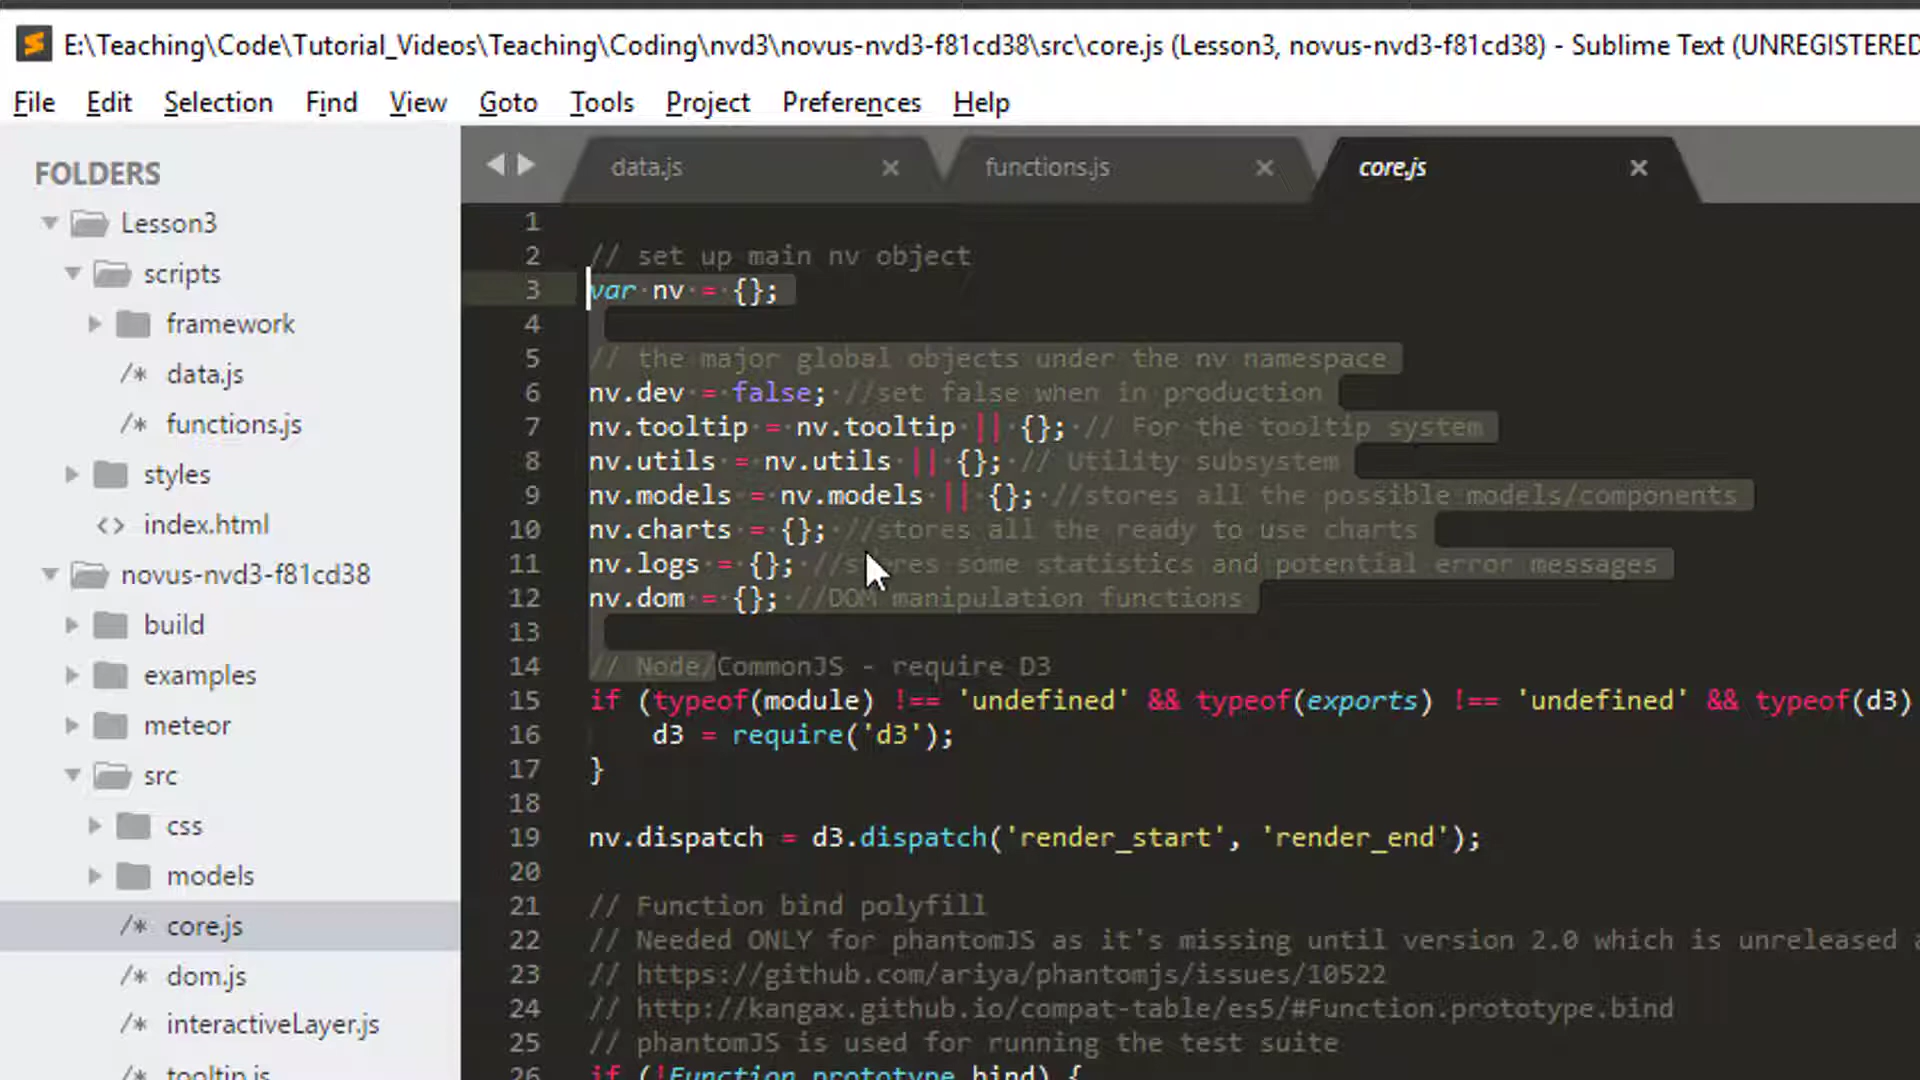 E:\Teaching\Code\Tutorial_Videos\Teaching\Coding\nvd3\novus-nvd3-f81cd38\src\core.js (Lesson3, novus-nvd3-f81cd38) - Sublime Text (UNREGISTERED
File Edit Selection Find View Goto Tools Project Preferences Help
FOLDERS
Lesson3
scripts
framework
/* data.js
/* functions.js
styles
<> index.html
novus-nvd3-f81cd38
build
examples
meteor
src
css
models
/* core.js
/* dom.js
/* interactiveLayer.js
/* tooltip.js
data.js × functions.js × core.js ×
1
2 // set up main nv object
3 var nv = {};
4
5 // the major global objects under the nv namespace
6 nv.dev = false; //set false when in production
7 nv.tooltip = nv.tooltip || {}; // For the tooltip system
8 nv.utils = nv.utils || {}; // Utility subsystem
9 nv.models = nv.models || {}; //stores all the possible models/components
10 nv.charts = {}; //stores all the ready to use charts
11 nv.logs = {}; //stores some statistics and potential error messages
12 nv.dom = {}; //DOM manipulation functions
13
14 // Node/CommonJS - require D3
15 if (typeof(module) !== 'undefined' && typeof(exports) !== 'undefined' && typeof(d3)
16 d3 = require('d3');
17 }
18
19 nv.dispatch = d3.dispatch('render_start', 'render_end');
20
21 // Function bind polyfill
22 // Needed ONLY for phantomJS as it's missing until version 2.0 which is unreleased
23 // https://github.com/ariya/phantomjs/issues/10522
24 // http://kangax.github.io/compat-table/es5/#Function.prototype.bind
25 // phantomJS is used for running the test suite
26 if (!Function.prototype.bind) {